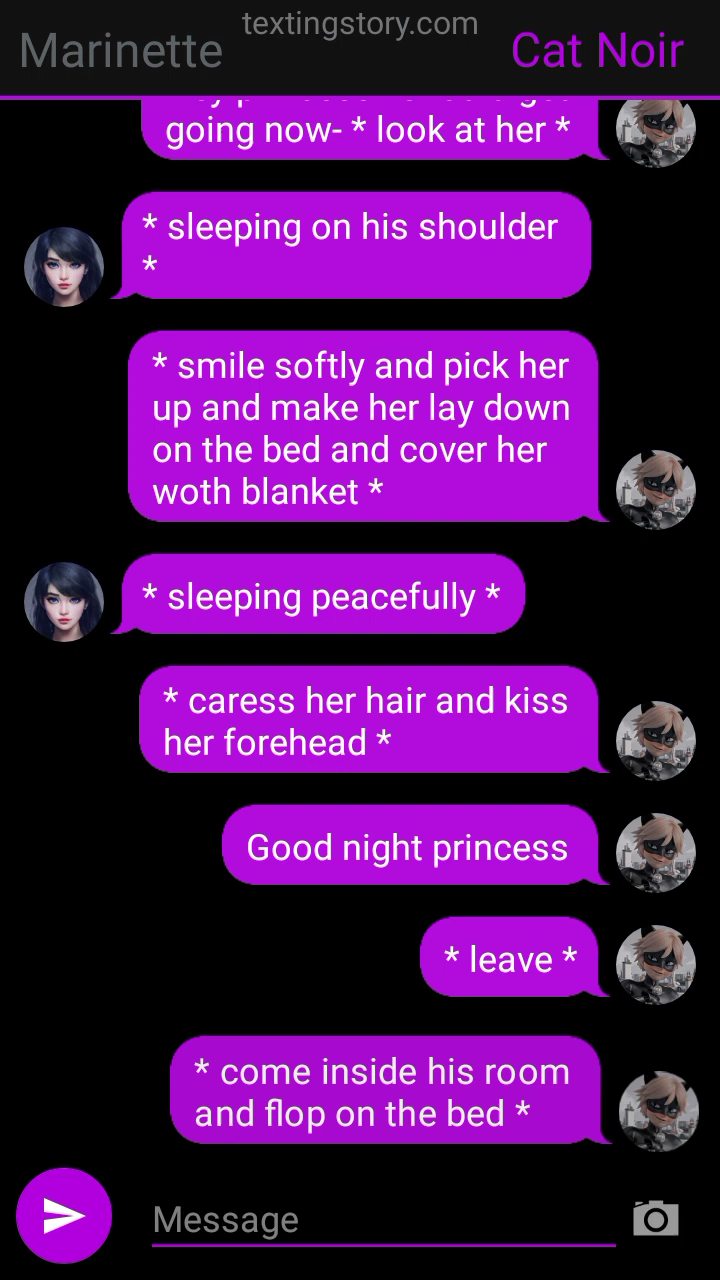 textingstory.com
Marinette
Cat Noir
going now- * look at her *
* sleeping on his shoulder
*
* smile softly and pick her
up and make her lay down
on the bed and cover her
woth blanket *
* sleeping peacefully *
* caress her hair and kiss
her forehead *
Good night princess
* leave *
* come inside his room
and flop on the bed *
Message